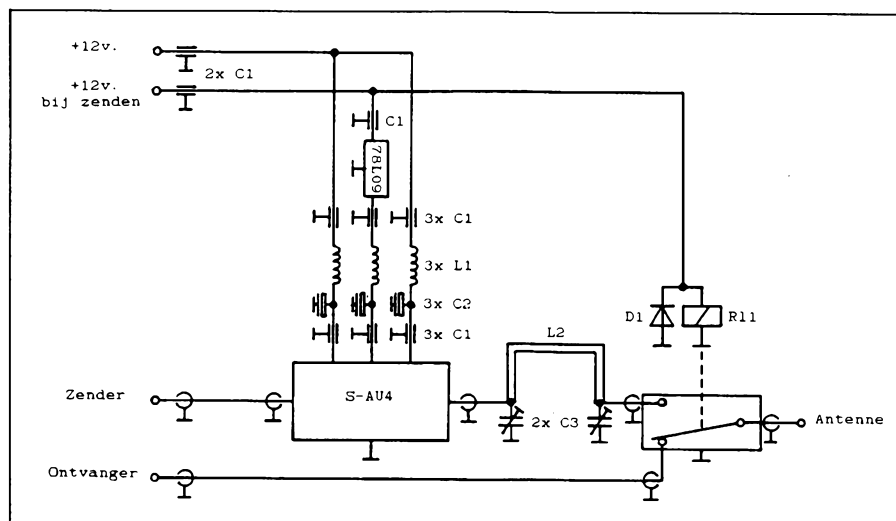 +12v.
2x C1
+12v.
bij zenden
C1
78L09
3x C1
3x L1
3x C2
3x C1
L2
D1
Rl1
Zender
S-AU4
2x C3
Antenne
Ontvanger